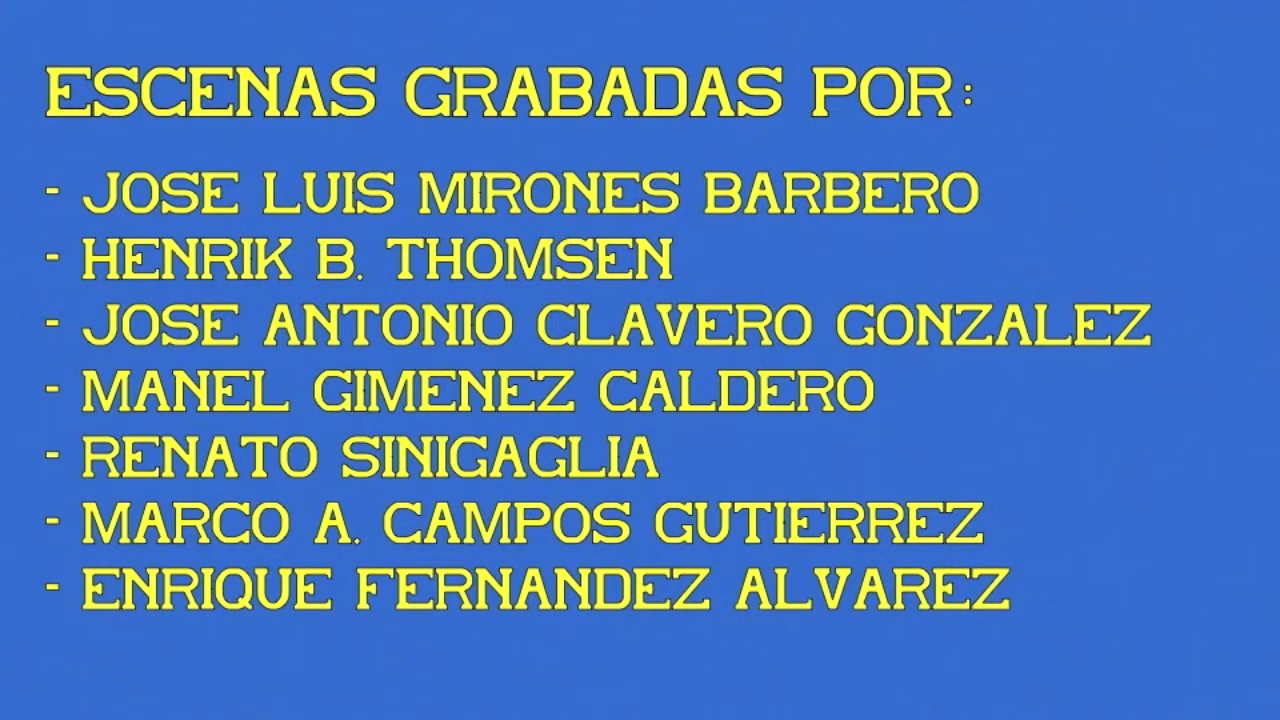 ESCENAS GRABADAS POR:
- JOSE LUIS MIRONES BARBERO
- HENRIK B. THOMSEN
- JOSE ANTONIO CLAVERO GONZALEZ
- MANEL GIMENEZ CALDERO
- RENATO SINIGAGLIA
- MARCO A. CAMPOS GUTIERREZ
- ENRIQUE FERNANDEZ ALVAREZ